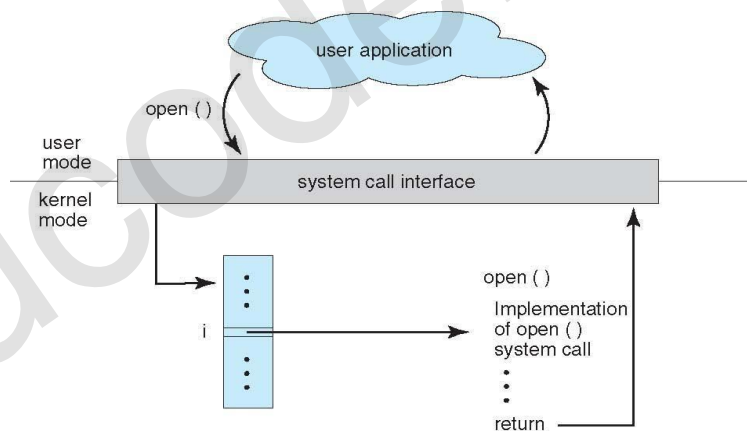 user application
open ( )
user
mode
system call interface
kernel
mode
open ( )
i
Implementation
of open ( )
system call
return